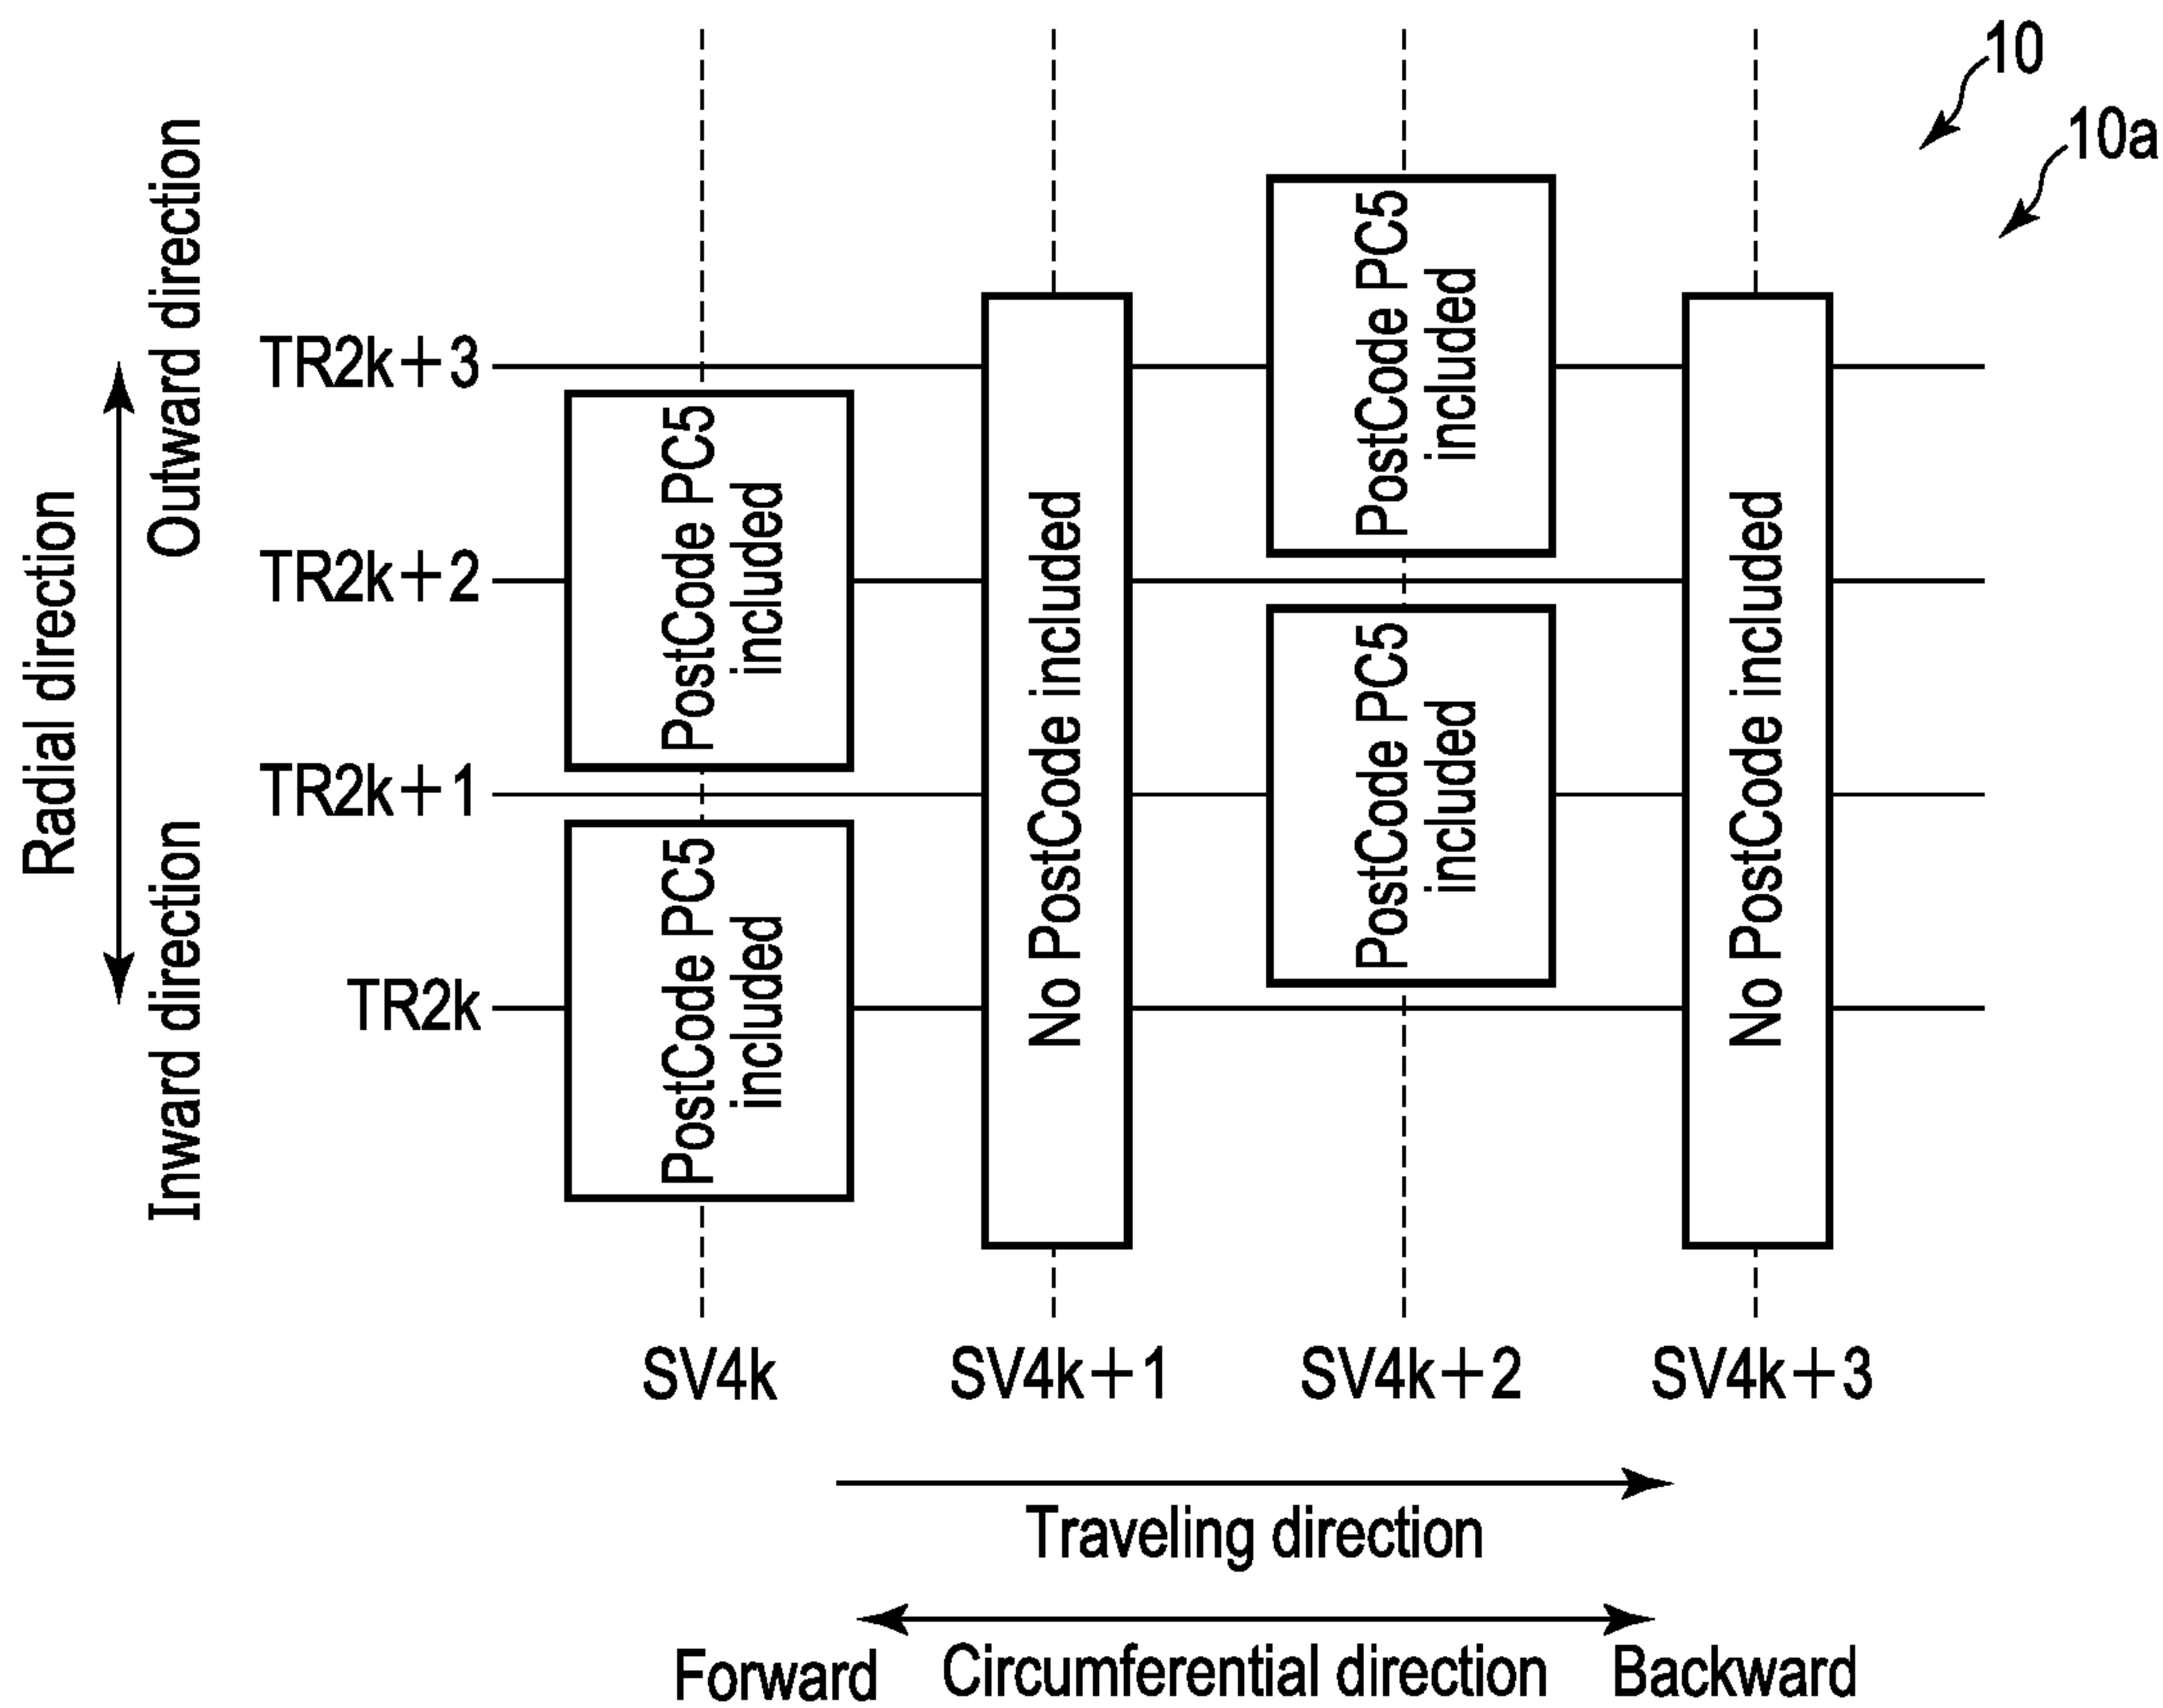 10
10a
Outward direction
Radial direction
Inward direction
TR2k+3
TR2k+2
TR2k+1
TR2k
PostCode PC5
included
PostCode PC5
included
No PostCode included
PostCode PC5
included
PostCode PC5
included
No PostCode included
SV4k
SV4k+1
SV4k+2
SV4k+3
Traveling direction
Forward
Circumferential direction
Backward